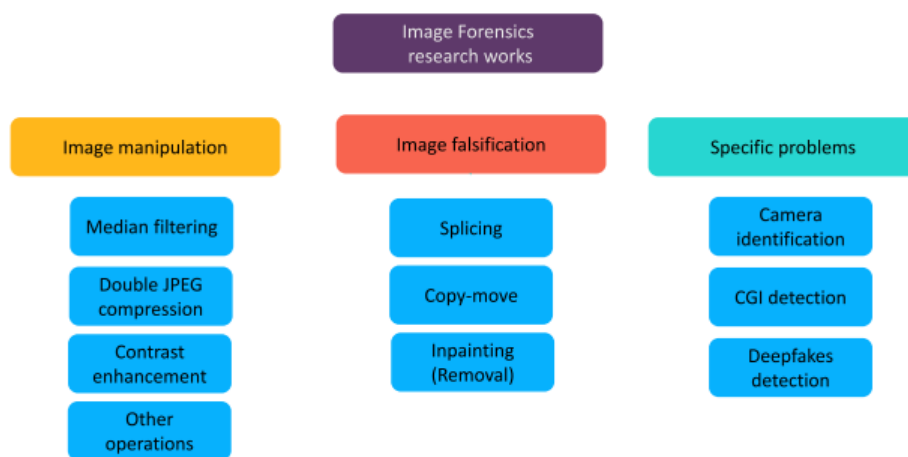 Image Forensics
research works
Image manipulation
Median filtering
Double JPEG
compression
Contrast
enhancement
Other
operations
Image falsification
Splicing
Copy-move
Inpainting
(Removal)
Specific problems
Camera
identification
CGI detection
Deepfakes
detection